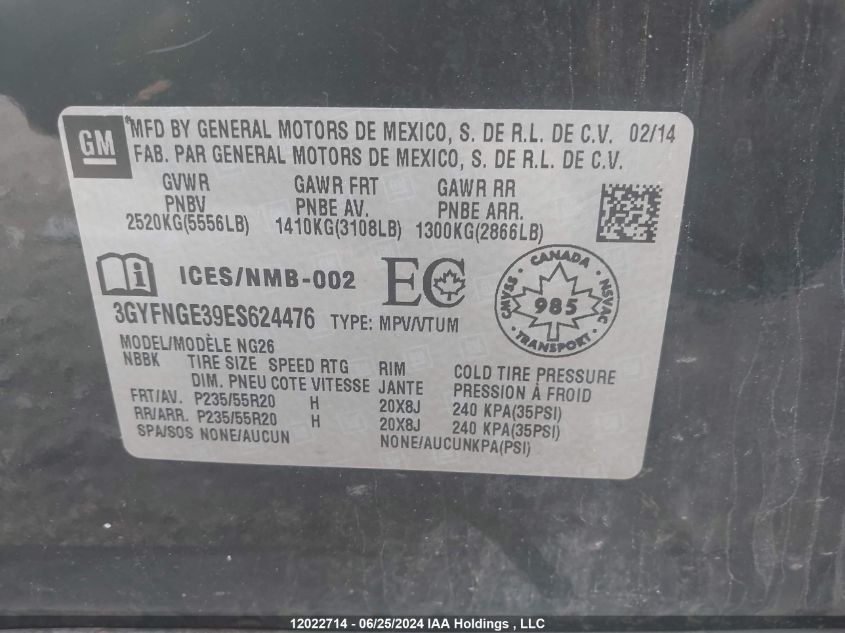 GM
®MFD BY GENERAL MOTORS DE MEXICO, S. DE R.L. DE C.V. 02/14
FAB. PAR GENERAL MOTORS DE MEXICO, S. DE R.L. DE C.V.
GVWR GAWR FRT GAWR RR
PNBV PNBE AV. PNBE ARR.
2520KG(5556LB) 1410KG(3108LB) 1300KG(2866LB)
ICES/NMB-002 EC
CANADA CMVSS NSVAC 985 TRANSPORT
3GYFNGE39ES624476 TYPE: MPV/VTUM
MODEL/MODÈLE NG26
NBBK TIRE SIZE SPEED RTG RIM COLD TIRE PRESSURE
DIM. PNEU COTE VITESSE JANTE PRESSION À FROID
FRT/AV. P235/55R20 H 20X8J 240 KPA(35PSI)
RR/ARR. P235/55R20 H 20X8J 240 KPA(35PSI)
SPA/SOS NONE/AUCUN NONE/AUCUNKPA(PSI)
12022714 - 06/25/2024 IAA Holdings , LLC